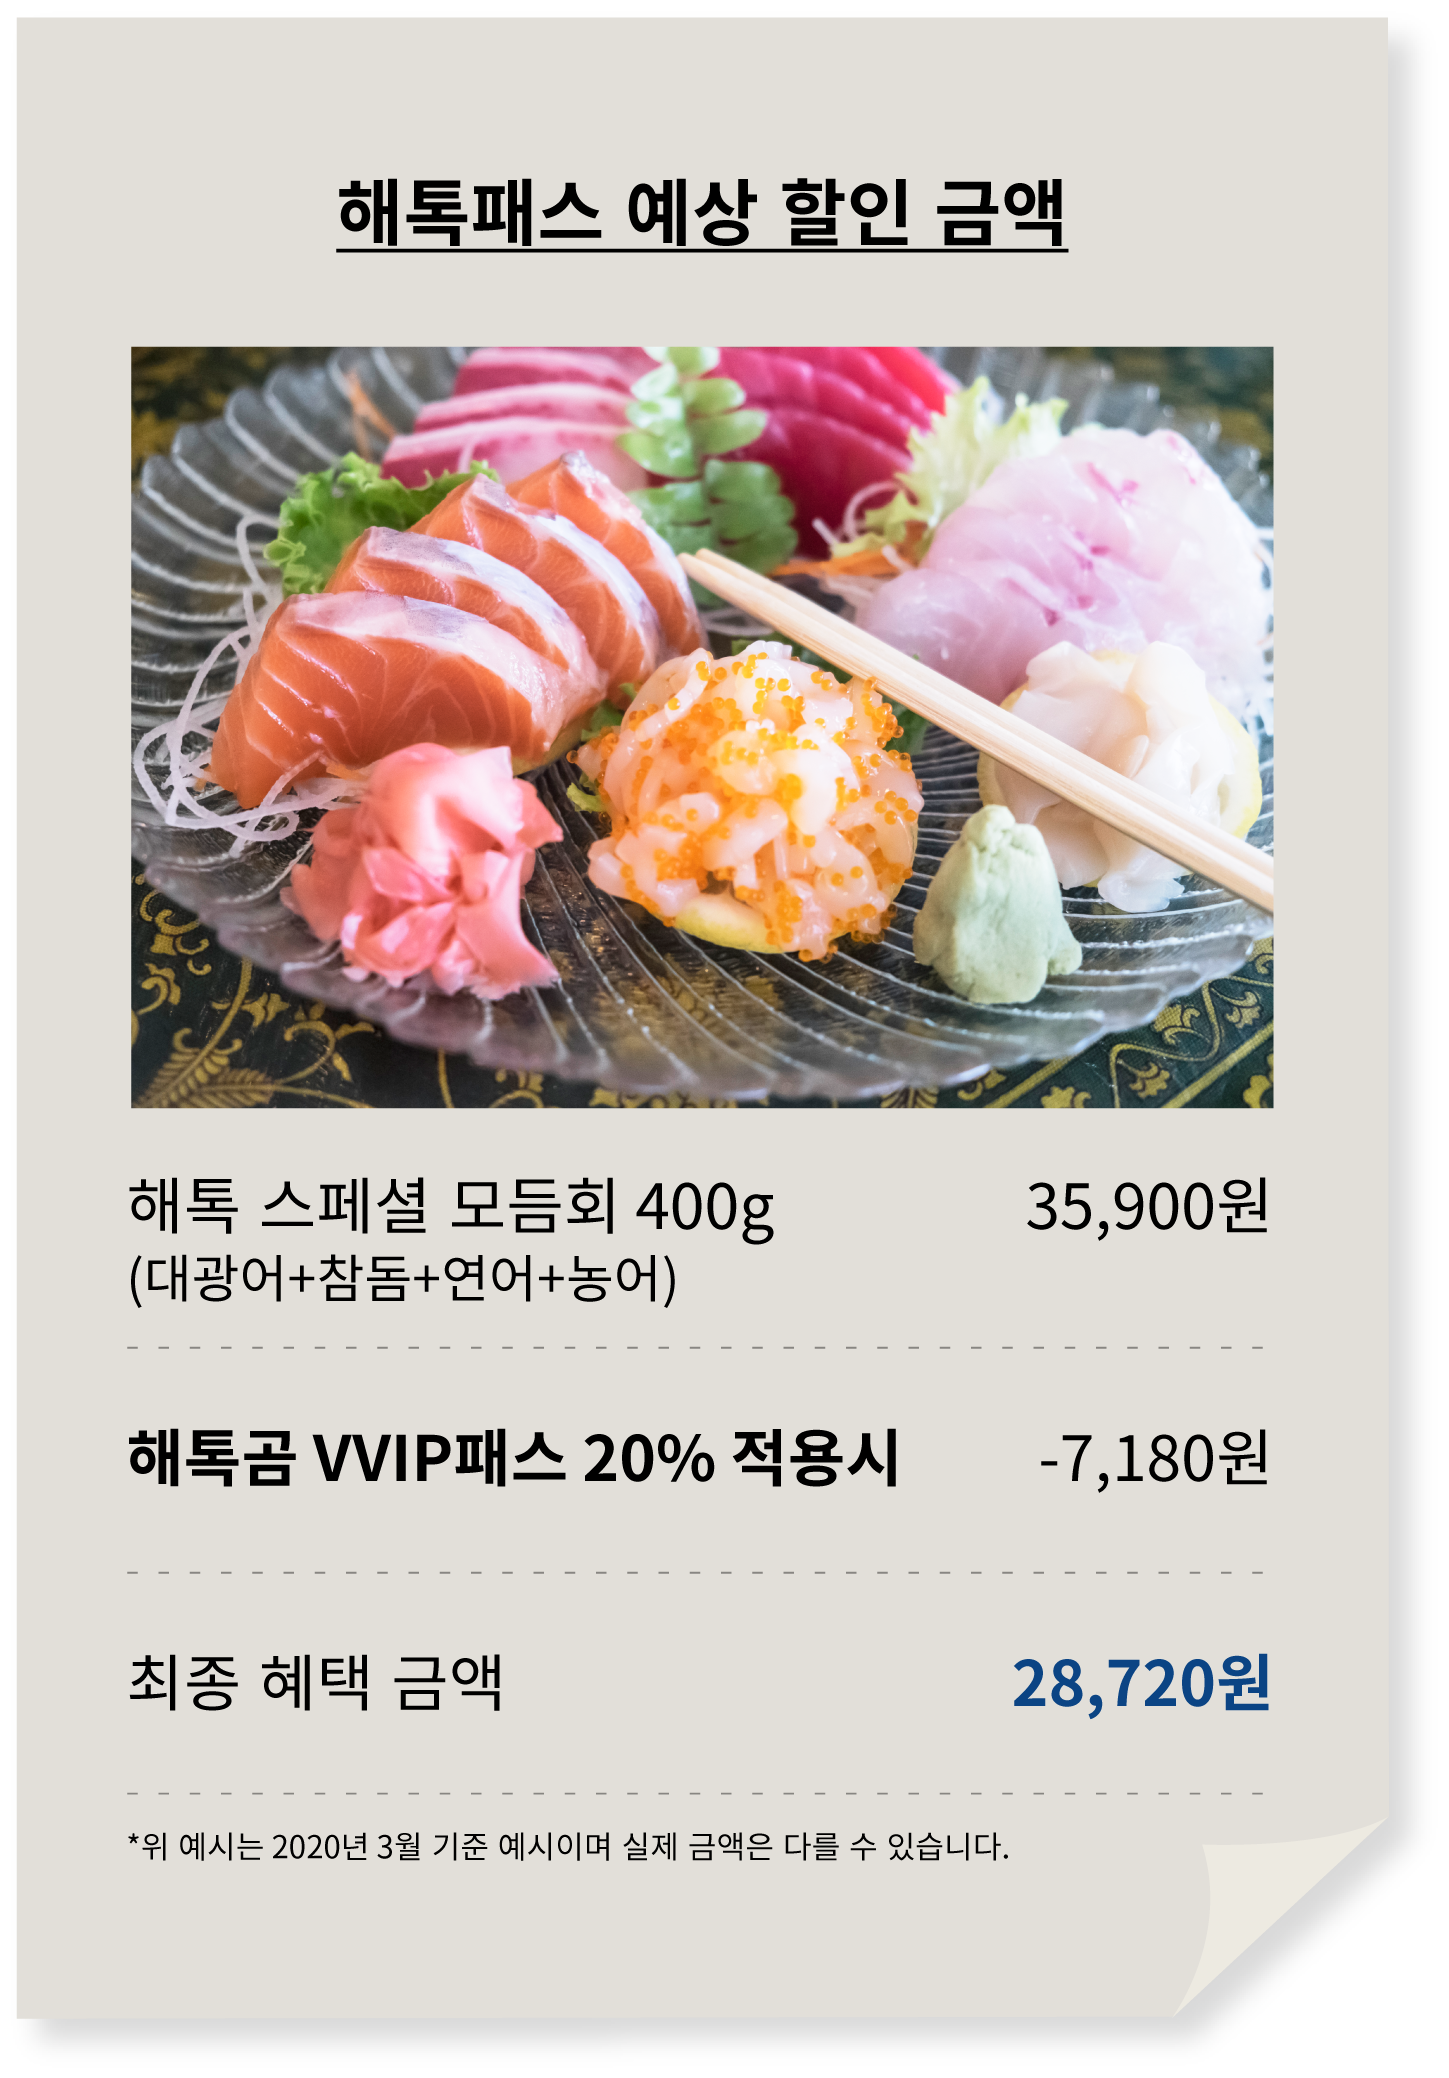 해톡패스 예상 할인 금액
해톡 스페셜 모듬회 400g 35,900원
(대광어+참돔+연어+농어)
해톡곰 VVIP패스 20% 적용시 -7,180원
최종 혜택 금액 28,720원
*위 예시는 2020년 3월 기준 예시이며 실제 금액은 다를 수 있습니다.